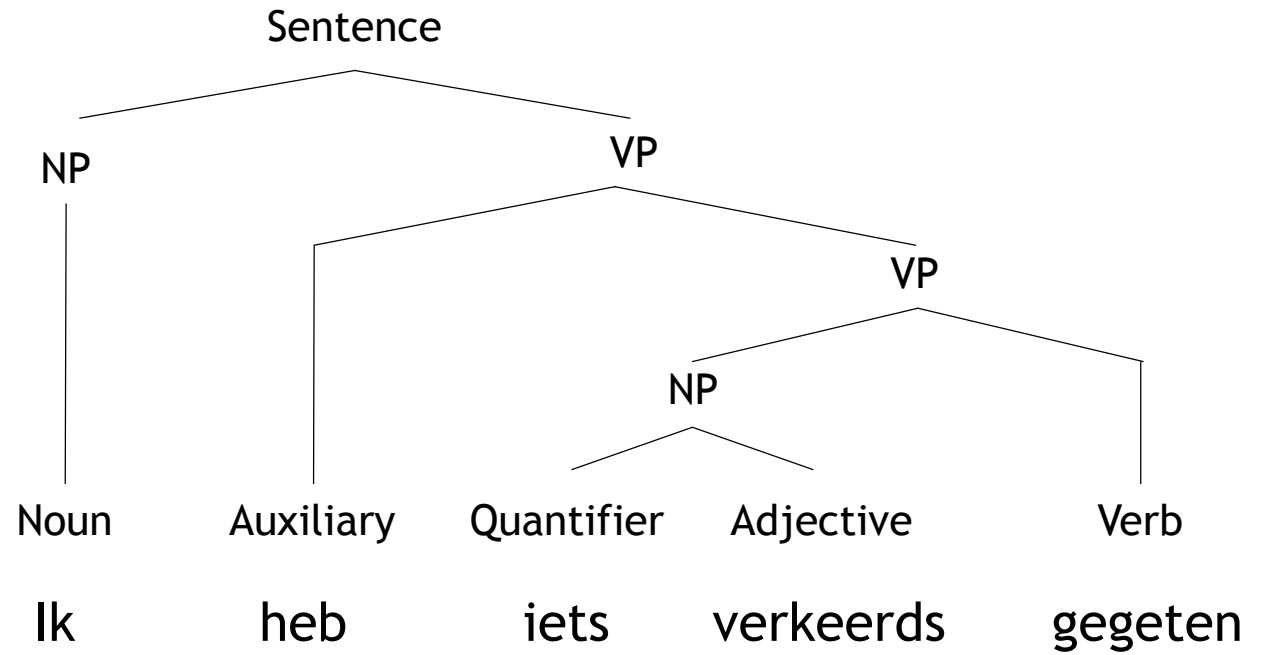 Sentence
NP
VP
VP
NP
Noun Auxiliary Quantifier Adjective Verb
Ik heb iets verkeerds gegeten